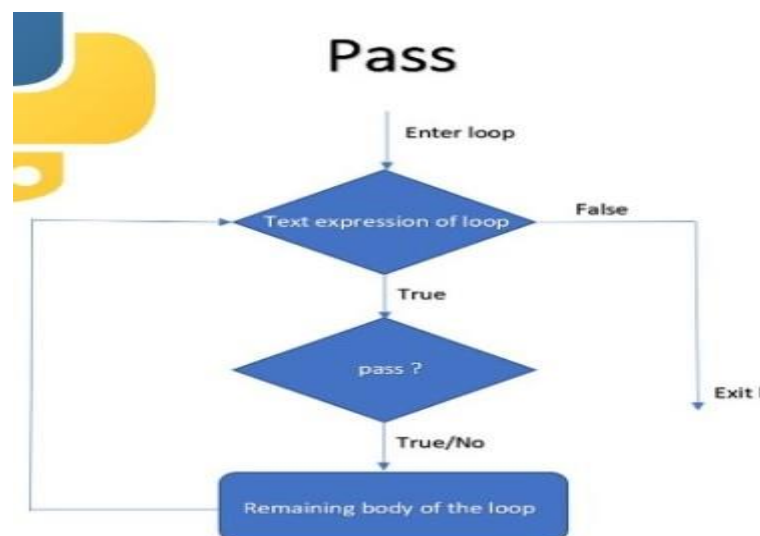 Pass
Enter loop
Text expression of loop
False
True
pass ?
Exit
True/No
Remaining body of the loop